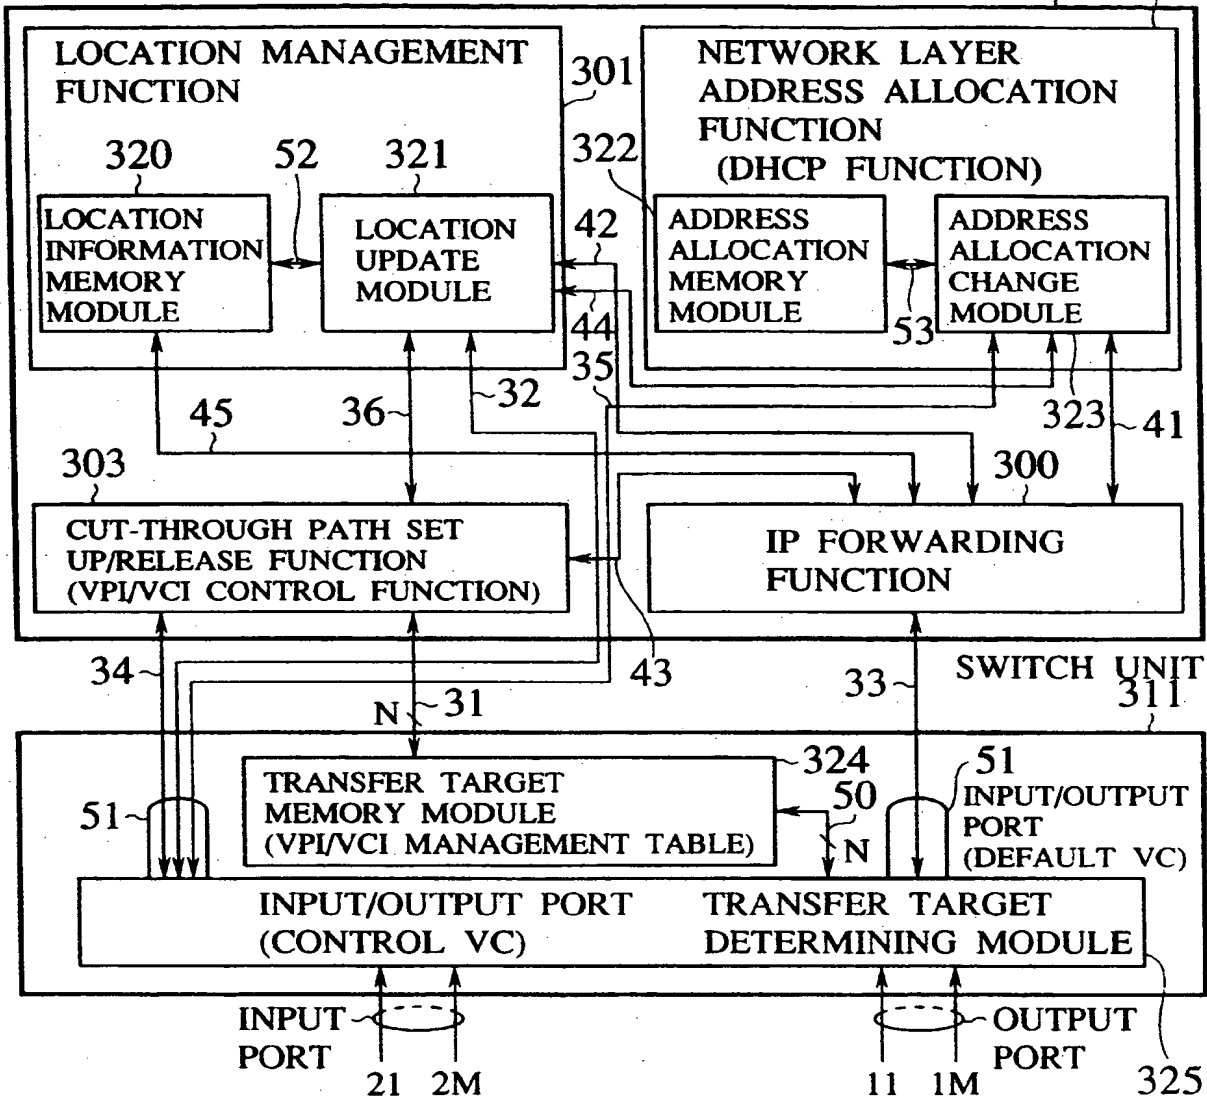 LOCATION MANAGEMENT
FUNCTION
301
NETWORK LAYER
ADDRESS ALLOCATION
FUNCTION
(DHCP FUNCTION)
320
52
321
322
LOCATION
INFORMATION
MEMORY
MODULE
LOCATION
UPDATE
MODULE
42
44
ADDRESS
ALLOCATION
MEMORY
MODULE
53
ADDRESS
ALLOCATION
CHANGE
MODULE
35
32
36
45
323
41
303
300
CUT-THROUGH PATH SET
UP/RELEASE FUNCTION
(VPI/VCI CONTROL FUNCTION)
IP FORWARDING
FUNCTION
34
31
N
43
33
SWITCH UNIT
311
324
TRANSFER TARGET
MEMORY MODULE
(VPI/VCI MANAGEMENT TABLE)
51
50
N
51
INPUT/OUTPUT
PORT
(DEFAULT VC)
INPUT/OUTPUT PORT
(CONTROL VC)
TRANSFER TARGET
DETERMINING MODULE
INPUT
PORT
OUTPUT
PORT
21
2M
11
1M
325